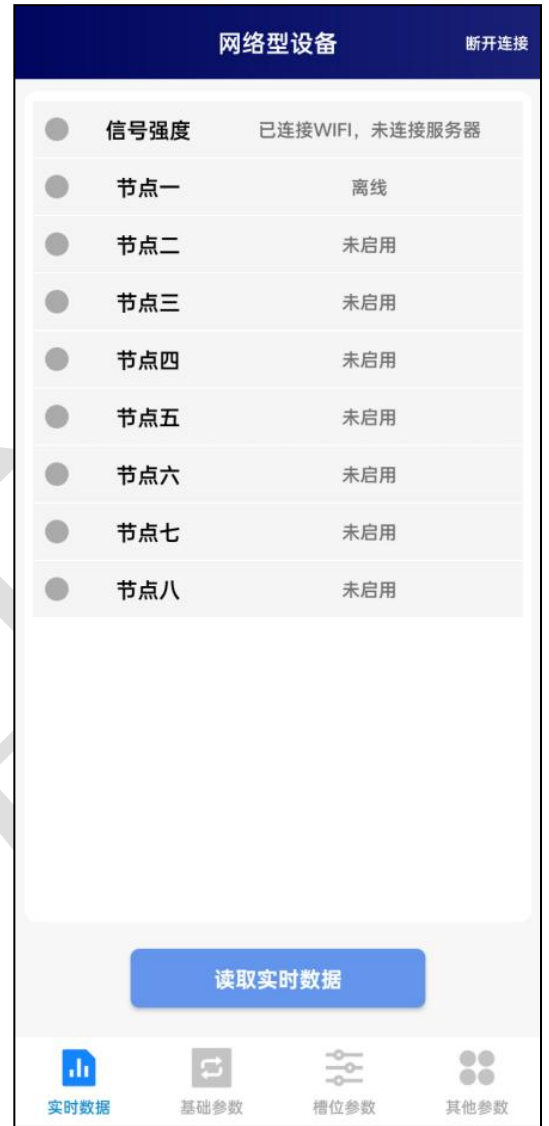 网络型设备 断开连接
信号强度 已连接WIFI，未连接服务器
节点一 离线
节点二 未启用
节点三 未启用
节点四 未启用
节点五 未启用
节点六 未启用
节点七 未启用
节点八 未启用
读取实时数据
实时数据 基础参数 槽位参数 其他参数